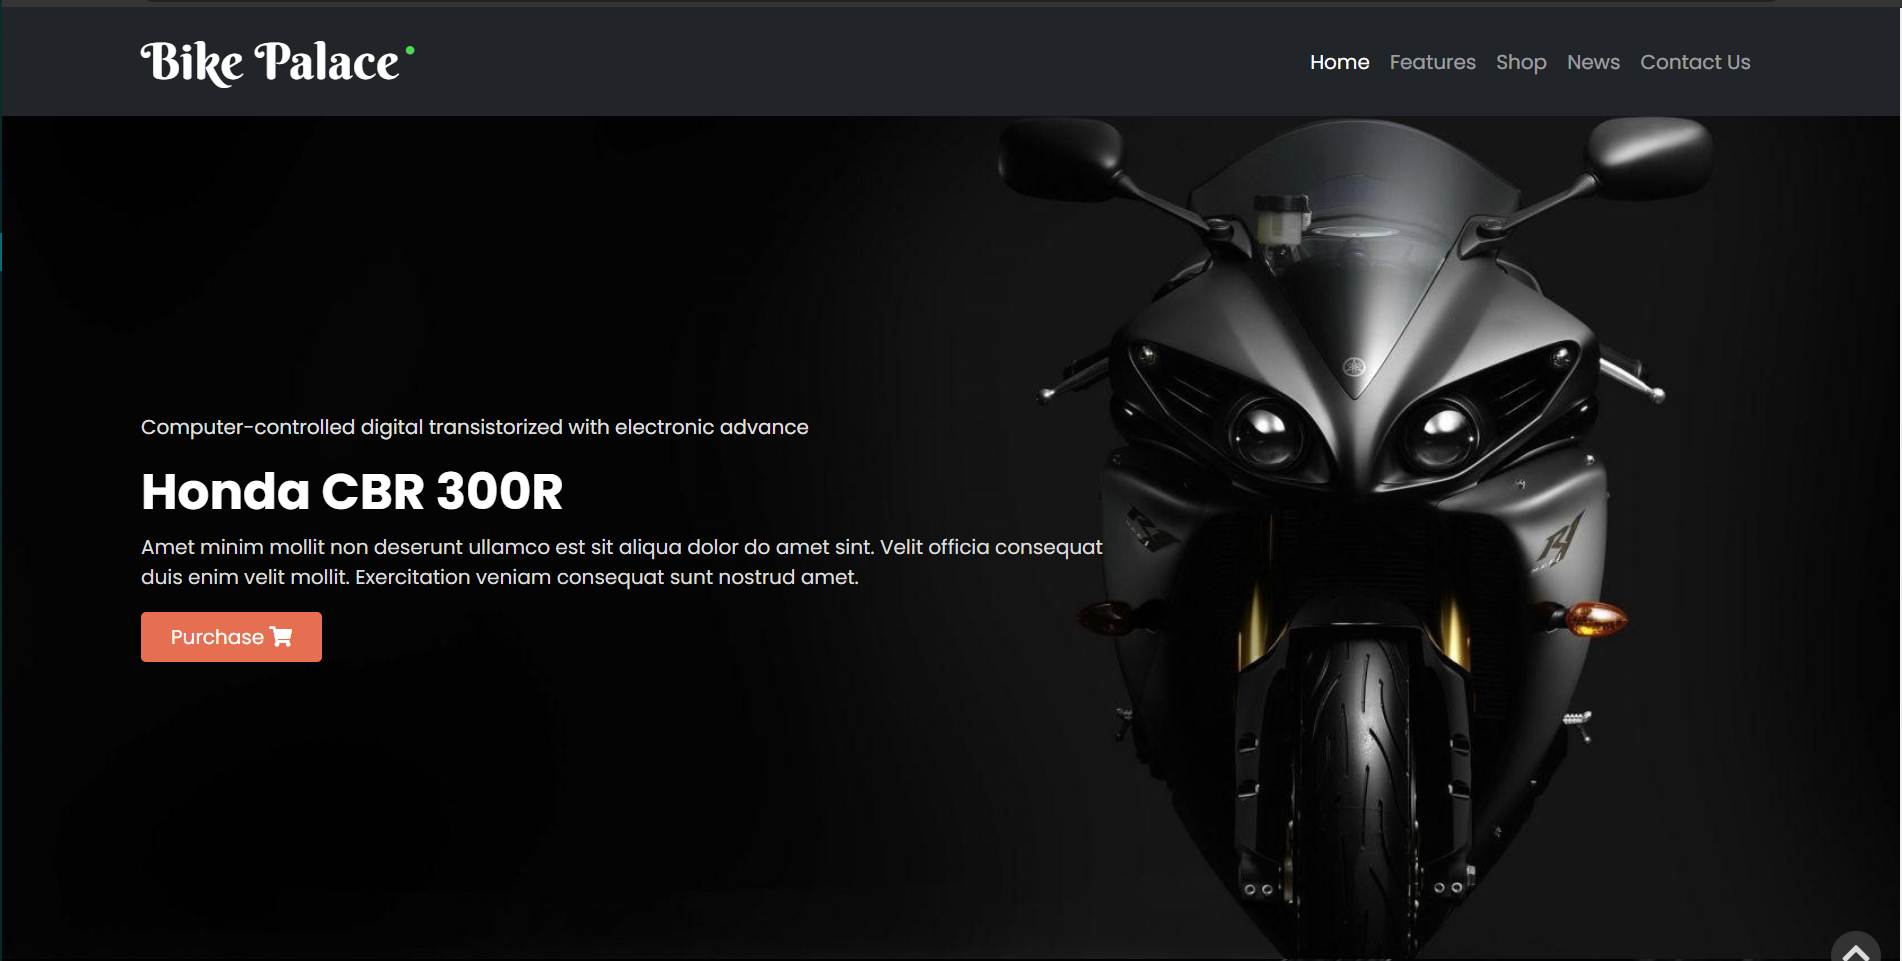 Bike Palace
Home Features Shop News Contact Us
Computer-controlled digital transistorized with electronic advance
Honda CBR 300R
Amet minim mollit non deserunt ullamco est sit aliqua dolor do amet sint. Velit officia consequat
duis enim velit mollit. Exercitation veniam consequat sunt nostrud amet.
Purchase
R1